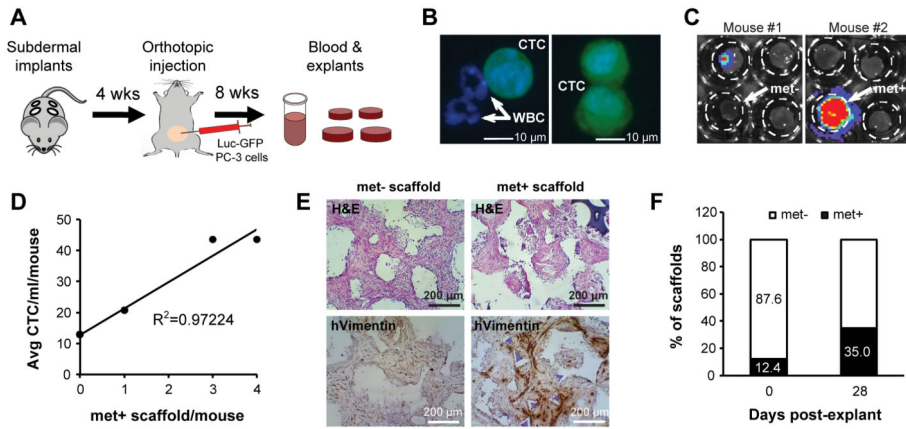 A
Subdermal
implants
4 wks
Orthotopic
injection
8 wks
Blood &
explants
Luc-GFP
PC-3 cells
B
CTC
WBC
10 µm
CTC
10 µm
C
Mouse #1
Mouse #2
met-
met+
D
Avg CTC/ml/mouse
50
40
30
20
10
0
R²=0.97224
0
1
2
3
4
met+ scaffold/mouse
E
met- scaffold
met+ scaffold
H&E
200 µm
H&E
200 µm
hVimentin
200 µm
hVimentin
200 µm
F
met-
met+
% of scaffolds
120
100
80
60
40
20
0
87.6
12.4
35.0
0
28
Days post-explant